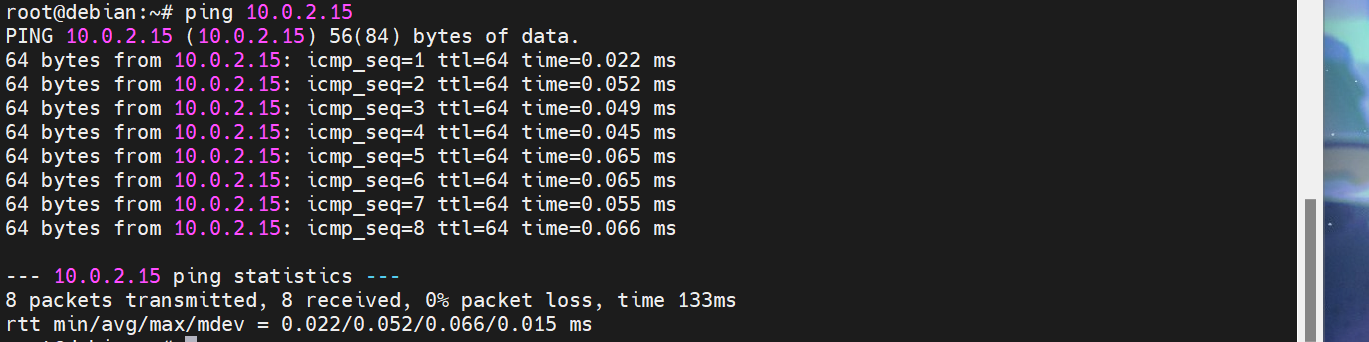 root@debian:~# ping 10.0.2.15
PING 10.0.2.15 (10.0.2.15) 56(84) bytes of data.
64 bytes from 10.0.2.15: icmp_seq=1 ttl=64 time=0.022 ms
64 bytes from 10.0.2.15: icmp_seq=2 ttl=64 time=0.052 ms
64 bytes from 10.0.2.15: icmp_seq=3 ttl=64 time=0.049 ms
64 bytes from 10.0.2.15: icmp_seq=4 ttl=64 time=0.045 ms
64 bytes from 10.0.2.15: icmp_seq=5 ttl=64 time=0.065 ms
64 bytes from 10.0.2.15: icmp_seq=6 ttl=64 time=0.065 ms
64 bytes from 10.0.2.15: icmp_seq=7 ttl=64 time=0.055 ms
64 bytes from 10.0.2.15: icmp_seq=8 ttl=64 time=0.066 ms
--- 10.0.2.15 ping statistics ---
8 packets transmitted, 8 received, 0% packet loss, time 133ms
rtt min/avg/max/mdev = 0.022/0.052/0.066/0.015 ms